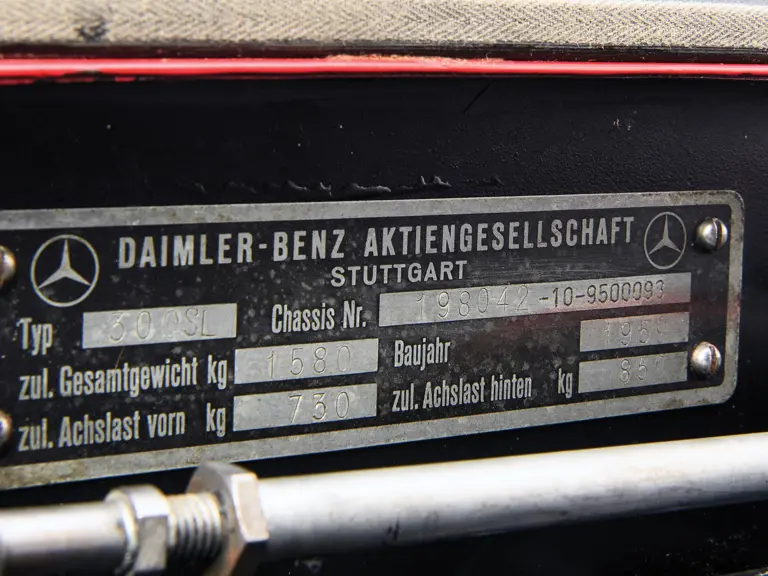 DAIMLER-BENZ AKTIENGESELLSCHAFT
STUTTGART
Typ 300SL Chassis Nr. 198042-10-9500093
zul. Gesamtgewicht kg 1580 Baujahr
zul. Achslast vorn kg 730 zul. Achslast hinten kg 850